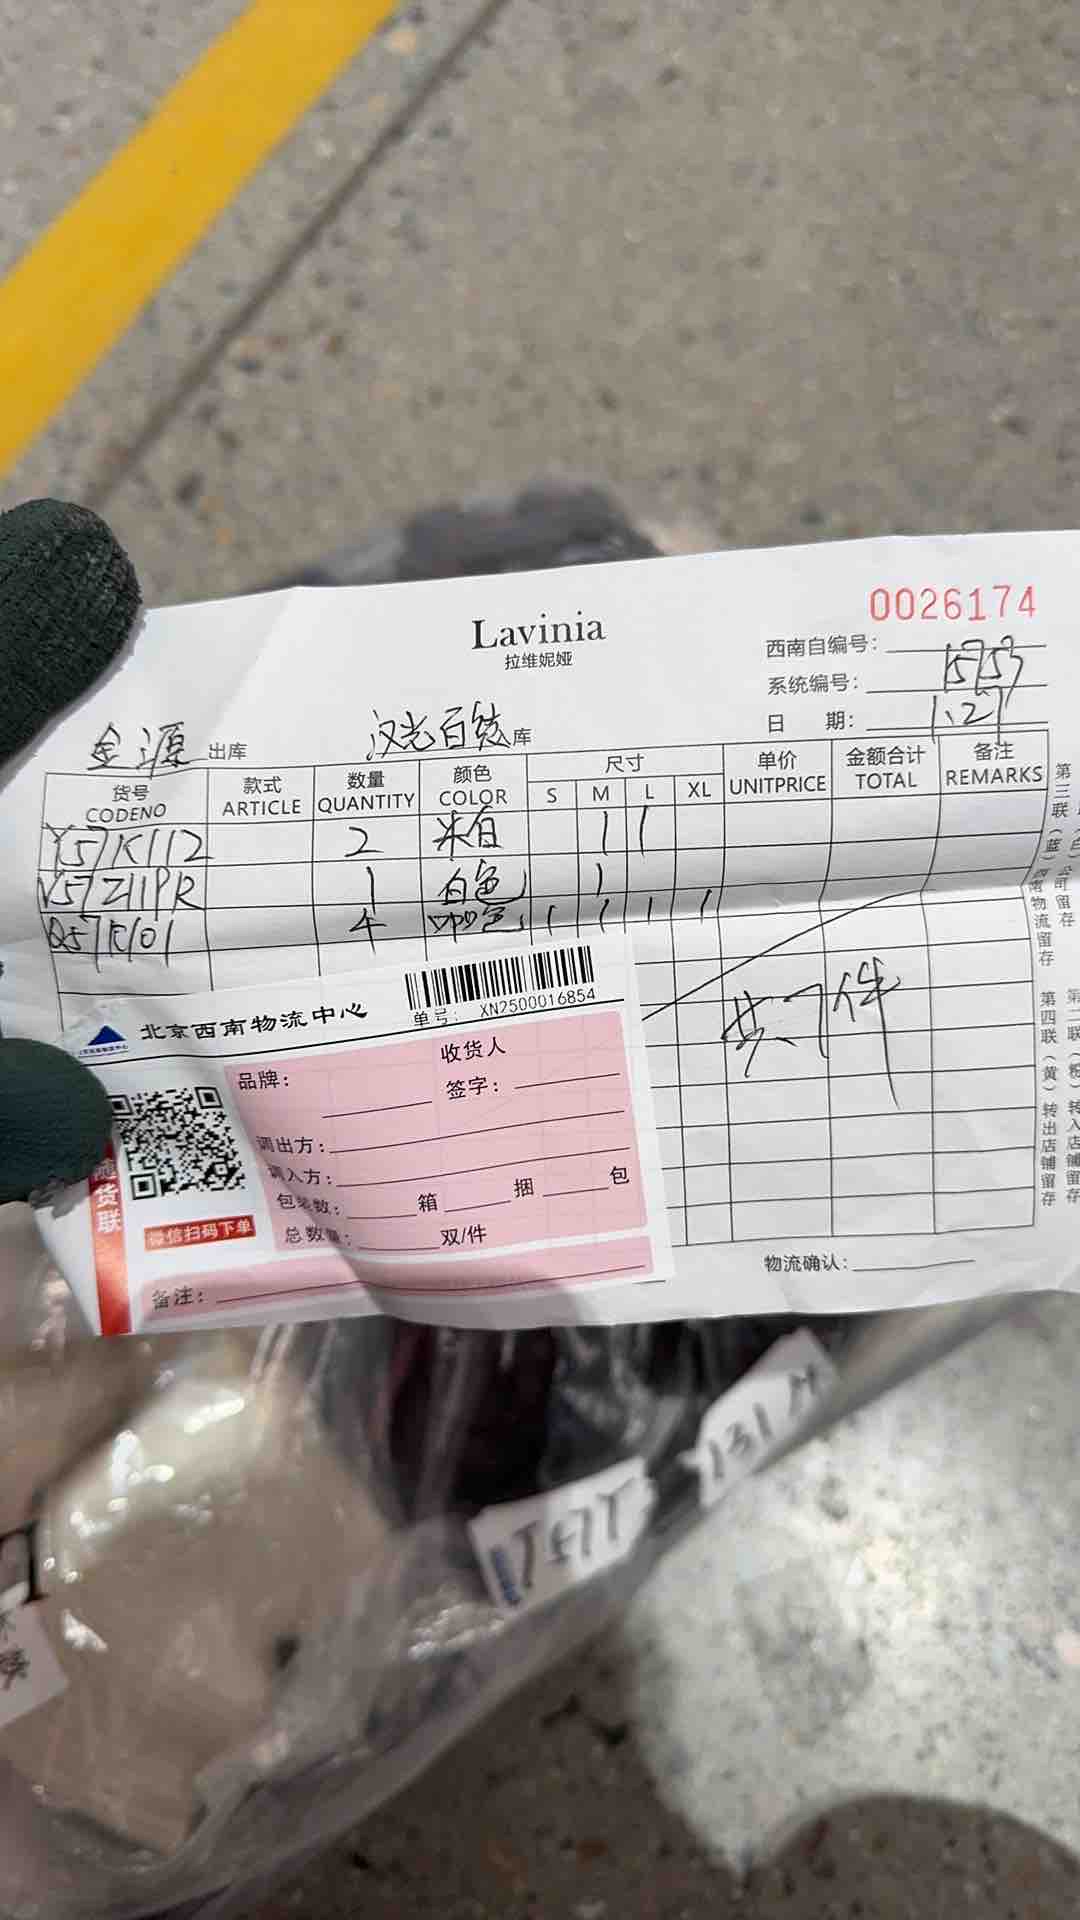 0026174
Lavinia
拉维妮娅
西南自编号：
系统编号： 15753
日 期： 1.21
金源 出库 汉光百货 库
货号 款式 数量 颜色 尺寸 单价 金额合计 备注
CODENO ARTICLE QUANTITY COLOR S M L XL UNITPRICE TOTAL REMARKS
Y57K112 2 米白 1 1
V57Z11PR 1 白色 1
Q57K101 4 咖色 1 1 1 1
共7件
北京西南物流中心
单号： XN2500016854
品牌：
收货人
签字：
调出方：
调入方：
包装数： 箱 捆 包
总数量： 双/件
备注：
随货联
微信扫码下单
物流确认：
第三联（蓝）西南物流留存
第四联（黄）转出店铺留存
第二联（粉）转入店铺留存